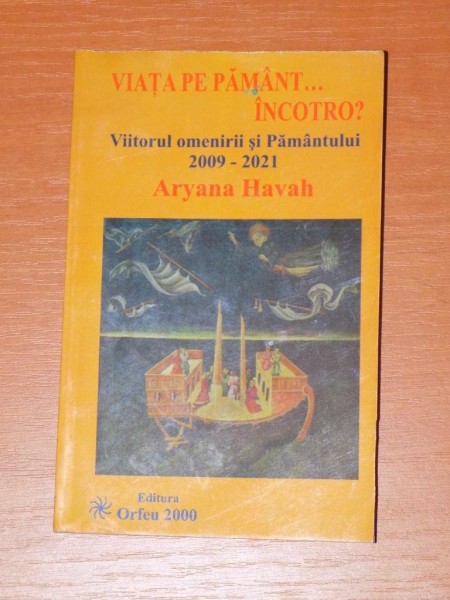 VIAȚA PE PĂMÂNT...
ÎNCOTRO?
Viitorul omenirii și Pământului
2009 - 2021
Aryana Havah
Editura
Orfeu 2000